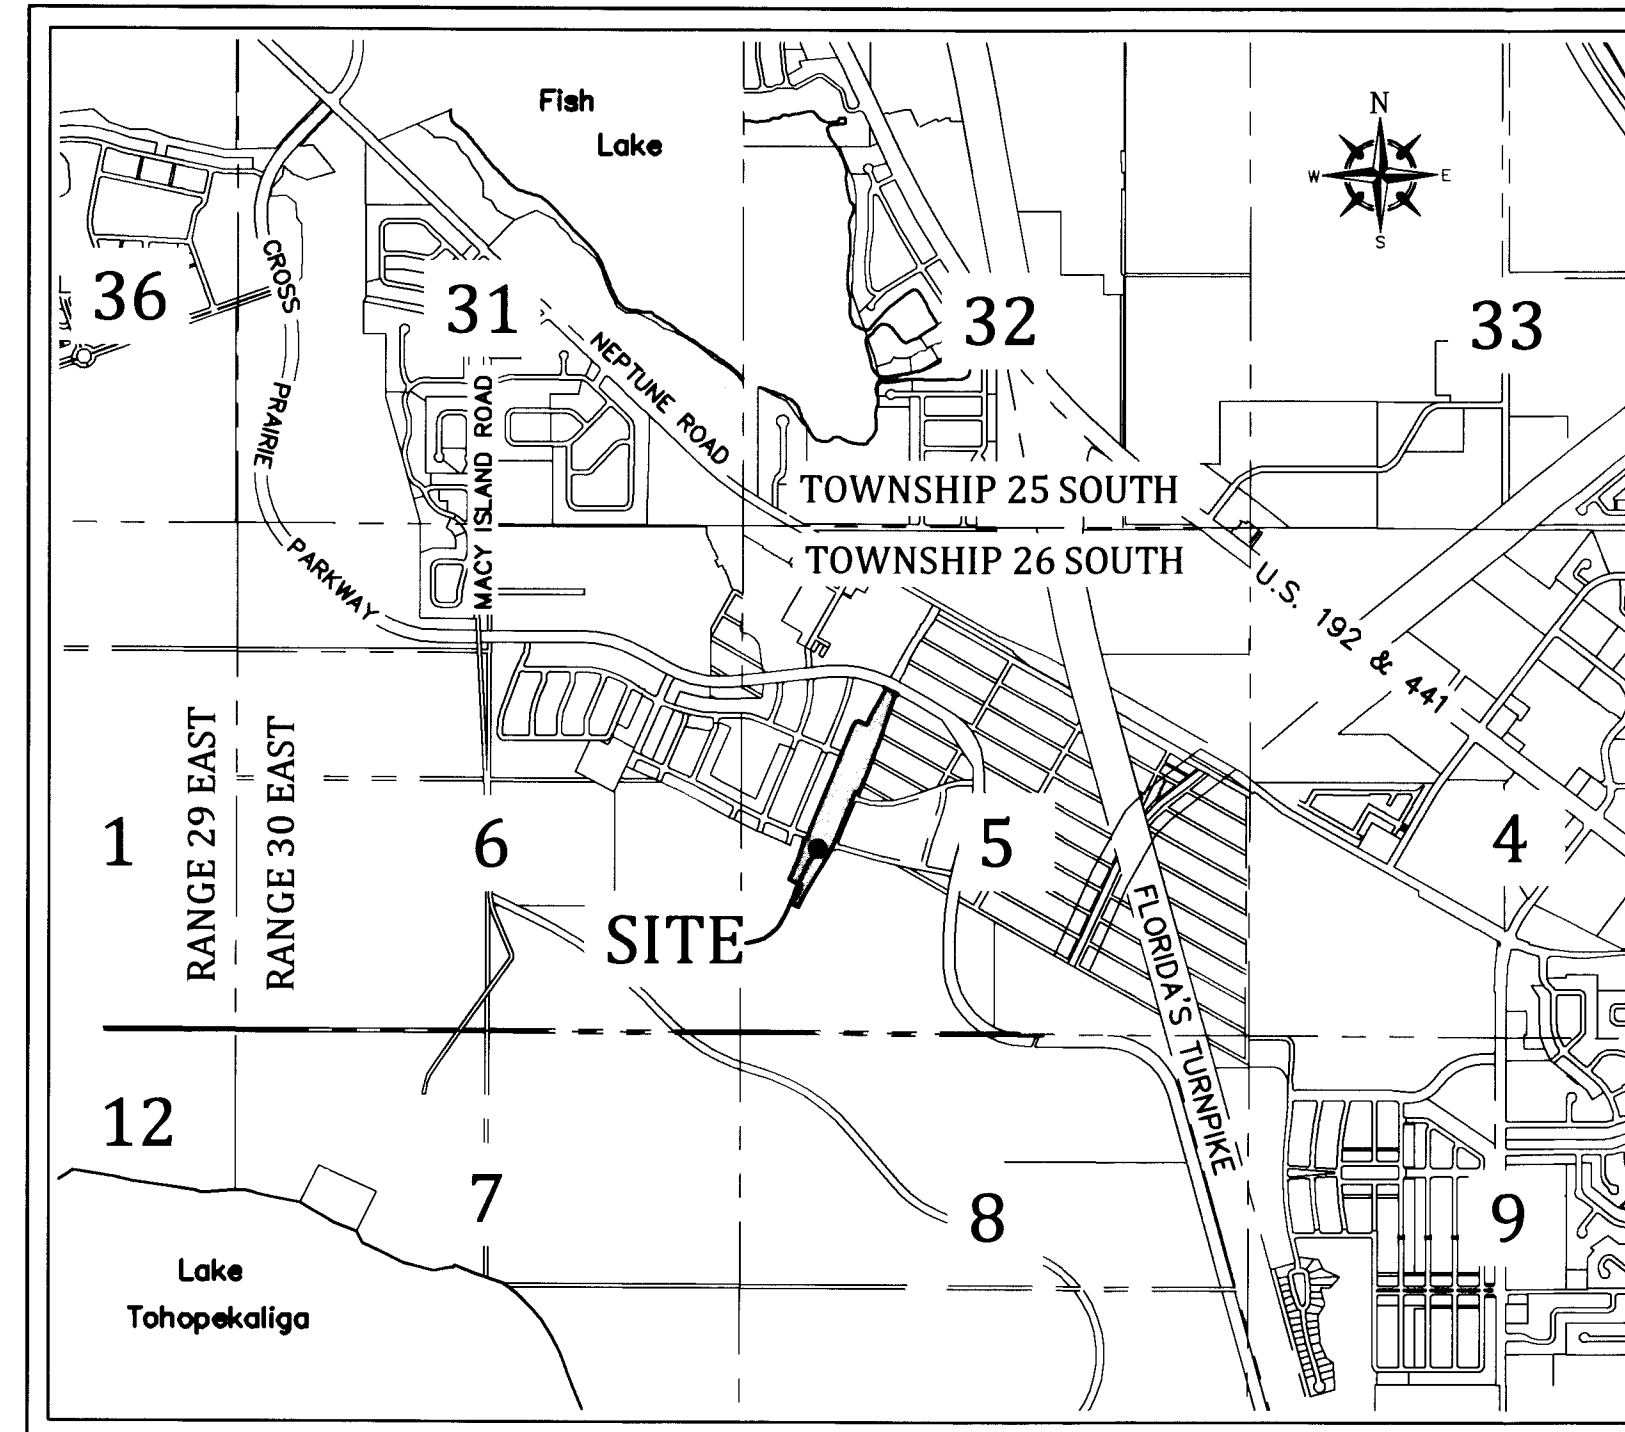 Fish
Lake
N
W
E
S
36
CROSS
31
32
33
NEPTUNE ROAD
PRAIRIE
MACY ISLAND ROAD
TOWNSHIP 25 SOUTH
TOWNSHIP 26 SOUTH
PARKWAY
U.S. 192 & 441
RANGE 29 EAST
RANGE 30 EAST
1
6
5
4
SITE
FLORIDA'S TURNPIKE
12
7
8
9
Lake
Tohopekaliga